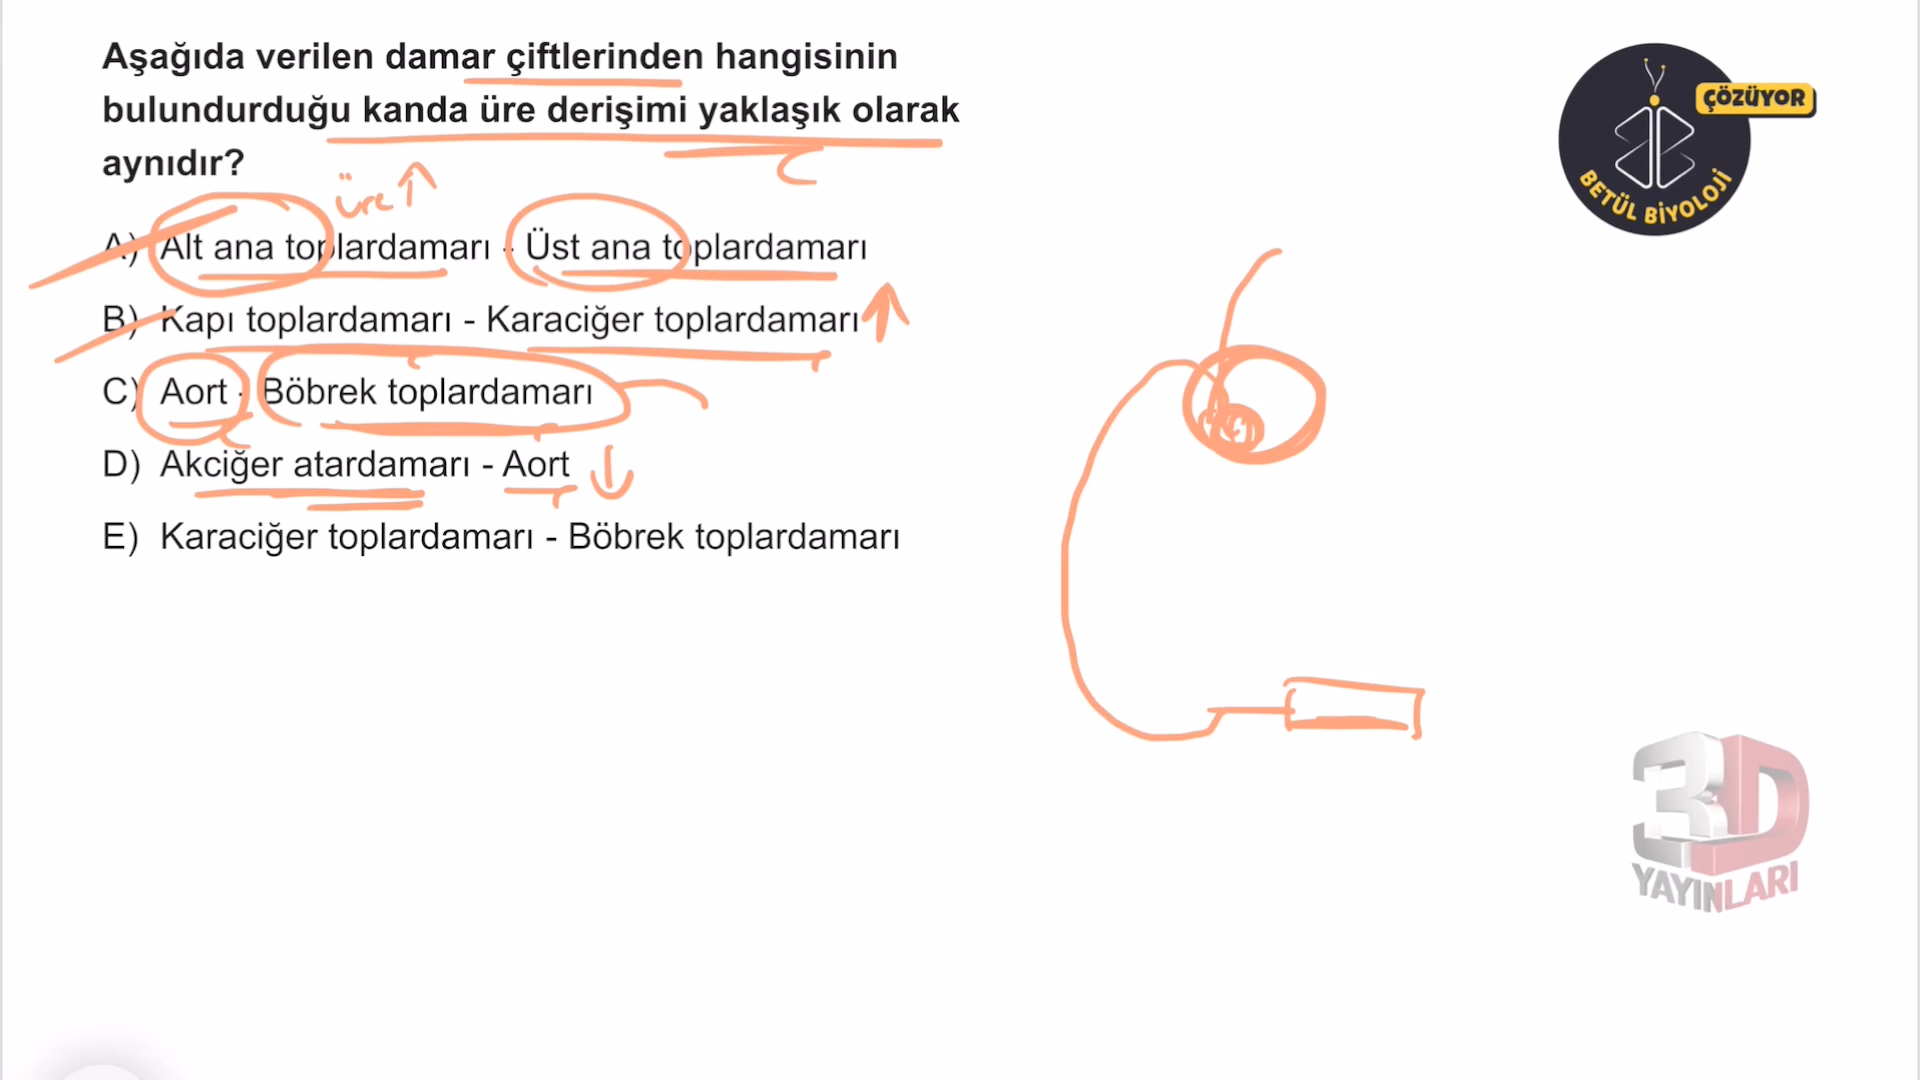 Aşağıda verilen damar çiftlerinden hangisinin
bulundurduğu kanda üre derişimi yaklaşık olarak
aynıdır?
üre
A) Alt ana toplardamarı - Üst ana toplardamarı
B) Kapı toplardamarı - Karaciğer toplardamarı
C) Aort - Böbrek toplardamarı
D) Akciğer atardamarı - Aort
E) Karaciğer toplardamarı - Böbrek toplardamarı
ÇÖZÜYOR
BETÜL BİYOLOJİ
3D
YAYINLARI